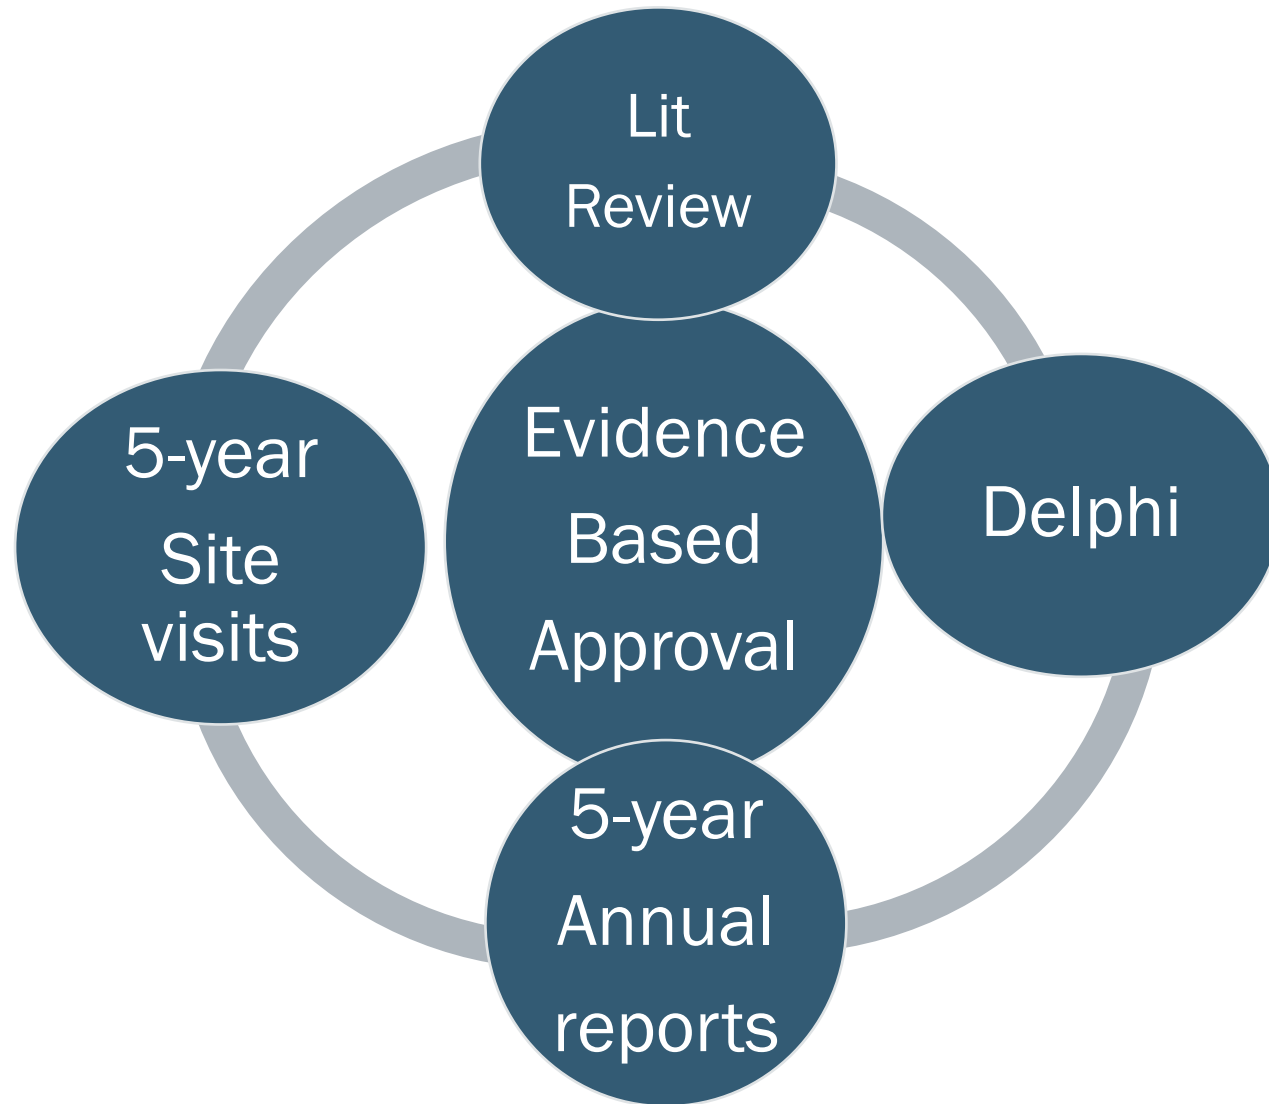 Lit
Review
Evidence
Based
Approval
5-year
Site
visits
Delphi
5-year
Annual
reports